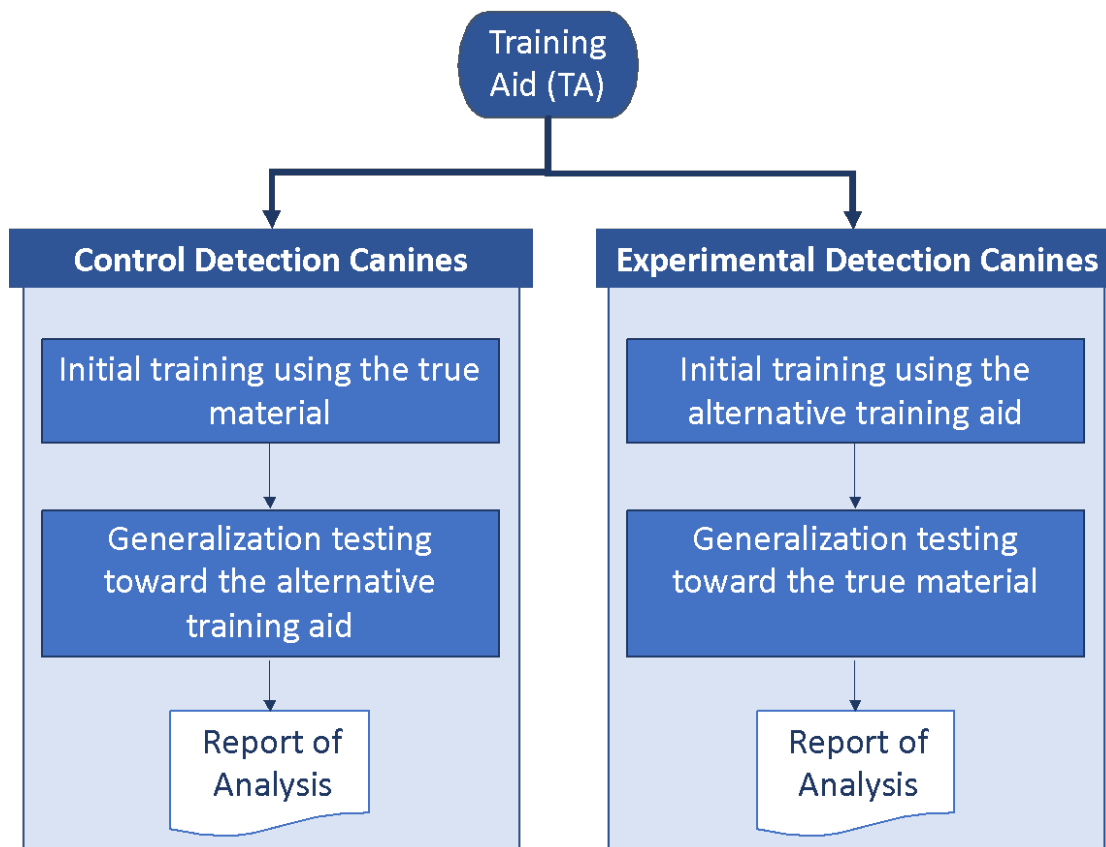 Training
Aid (TA)
Control Detection Canines
Initial training using the true
material
Generalization testing
toward the alternative
training aid
Report of
Analysis
Experimental Detection Canines
Initial training using the
alternative training aid
Generalization testing
toward the true material
Report of
Analysis